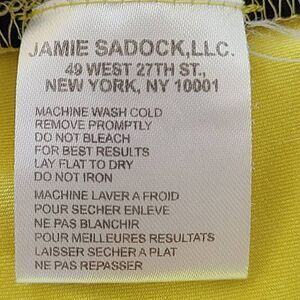 JAMIE SADOCK,LLC.
49 WEST 27TH ST.,
NEW YORK, NY 10001
MACHINE WASH COLD
REMOVE PROMPTLY
DO NOT BLEACH
FOR BEST RESULTS
LAY FLAT TO DRY
DO NOT IRON
MACHINE LAVER A FROID
POUR SECHER ENLEVE
NE PAS BLANCHIR
POUR MEILLEURES RESULTATS
LAISSER SECHER A PLAT
NE PAS REPASSER